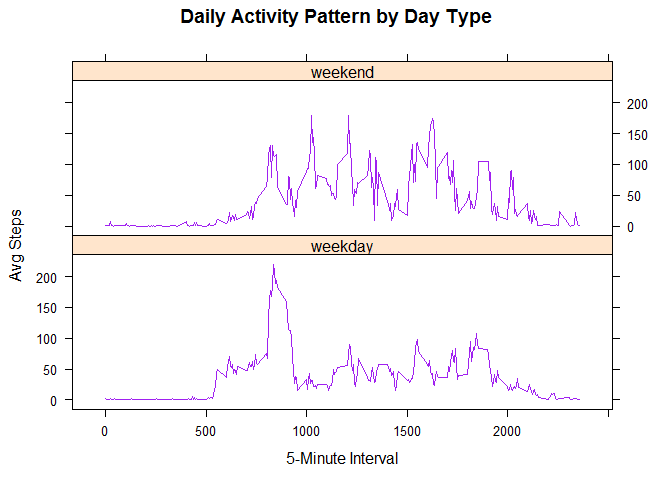 Daily Activity Pattern by Day Type
weekend
200
150
100
50
0
weekday
200
150
100
50
0
Avg Steps
0 500 1000 1500 2000
5-Minute Interval